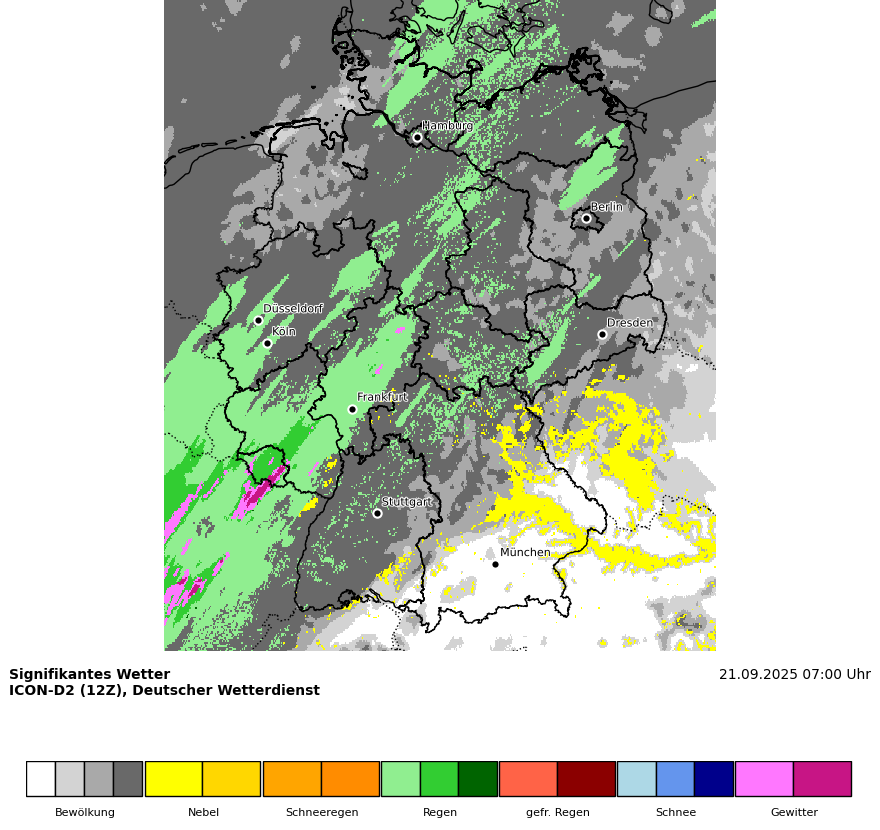 Hamburg
Berlin
Düsseldorf
Köln
Dresden
Frankfurt
Stuttgart
München
Signifikantes Wetter
21.09.2025 07:00 Uhr
ICON-D2 (12Z), Deutscher Wetterdienst
Bewölkung
Nebel
Schneeregen
Regen
gefr. Regen
Schnee
Gewitter